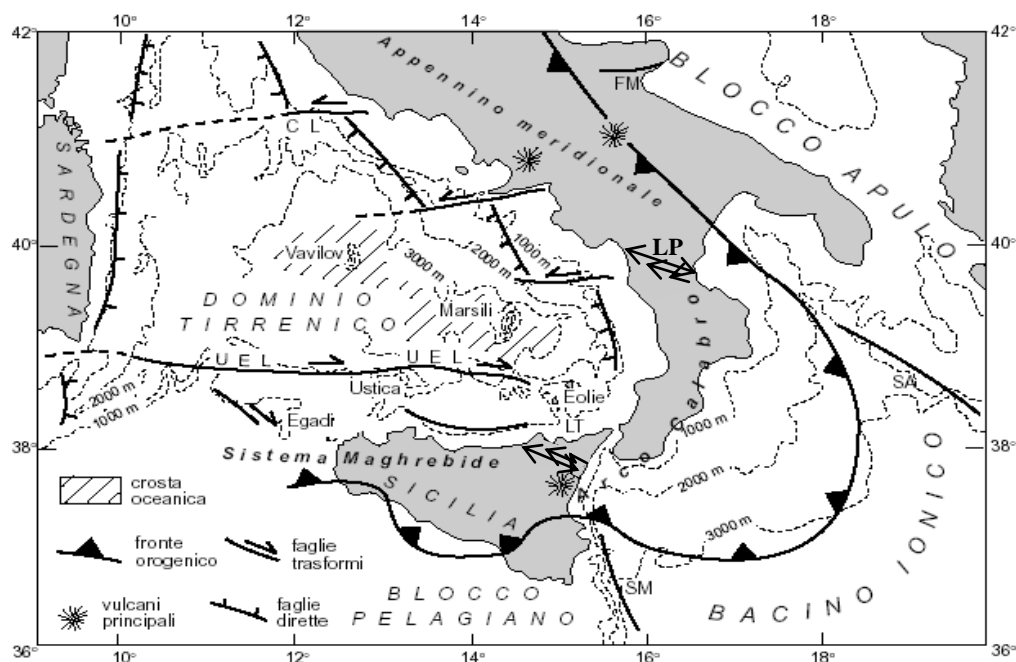 10° 12° 14° 16° 18°
42°
42°
40°
40°
38°
38°
36°
36°
10° 12° 14° 16° 18°
Appennino meridionale
FM
BLOCCO APULO
CL
SARDEGNA
LP
Vavilov
3000 m
2000 m
1000 m
DOMINIO
TIRRENICO
Marsili
UEL
UEL
Ustica
Eolie
Egadi
LT
2000 m
1000 m
Arco Calabro
SA
1000 m
2000 m
3000 m
Sistema Maghrebide
SICILIA
BACINO IONICO
SM
BLOCCO
PELAGIANO
crosta
oceanica
fronte
orogenico
faglie
trasformi
vulcani
principali
faglie
dirette